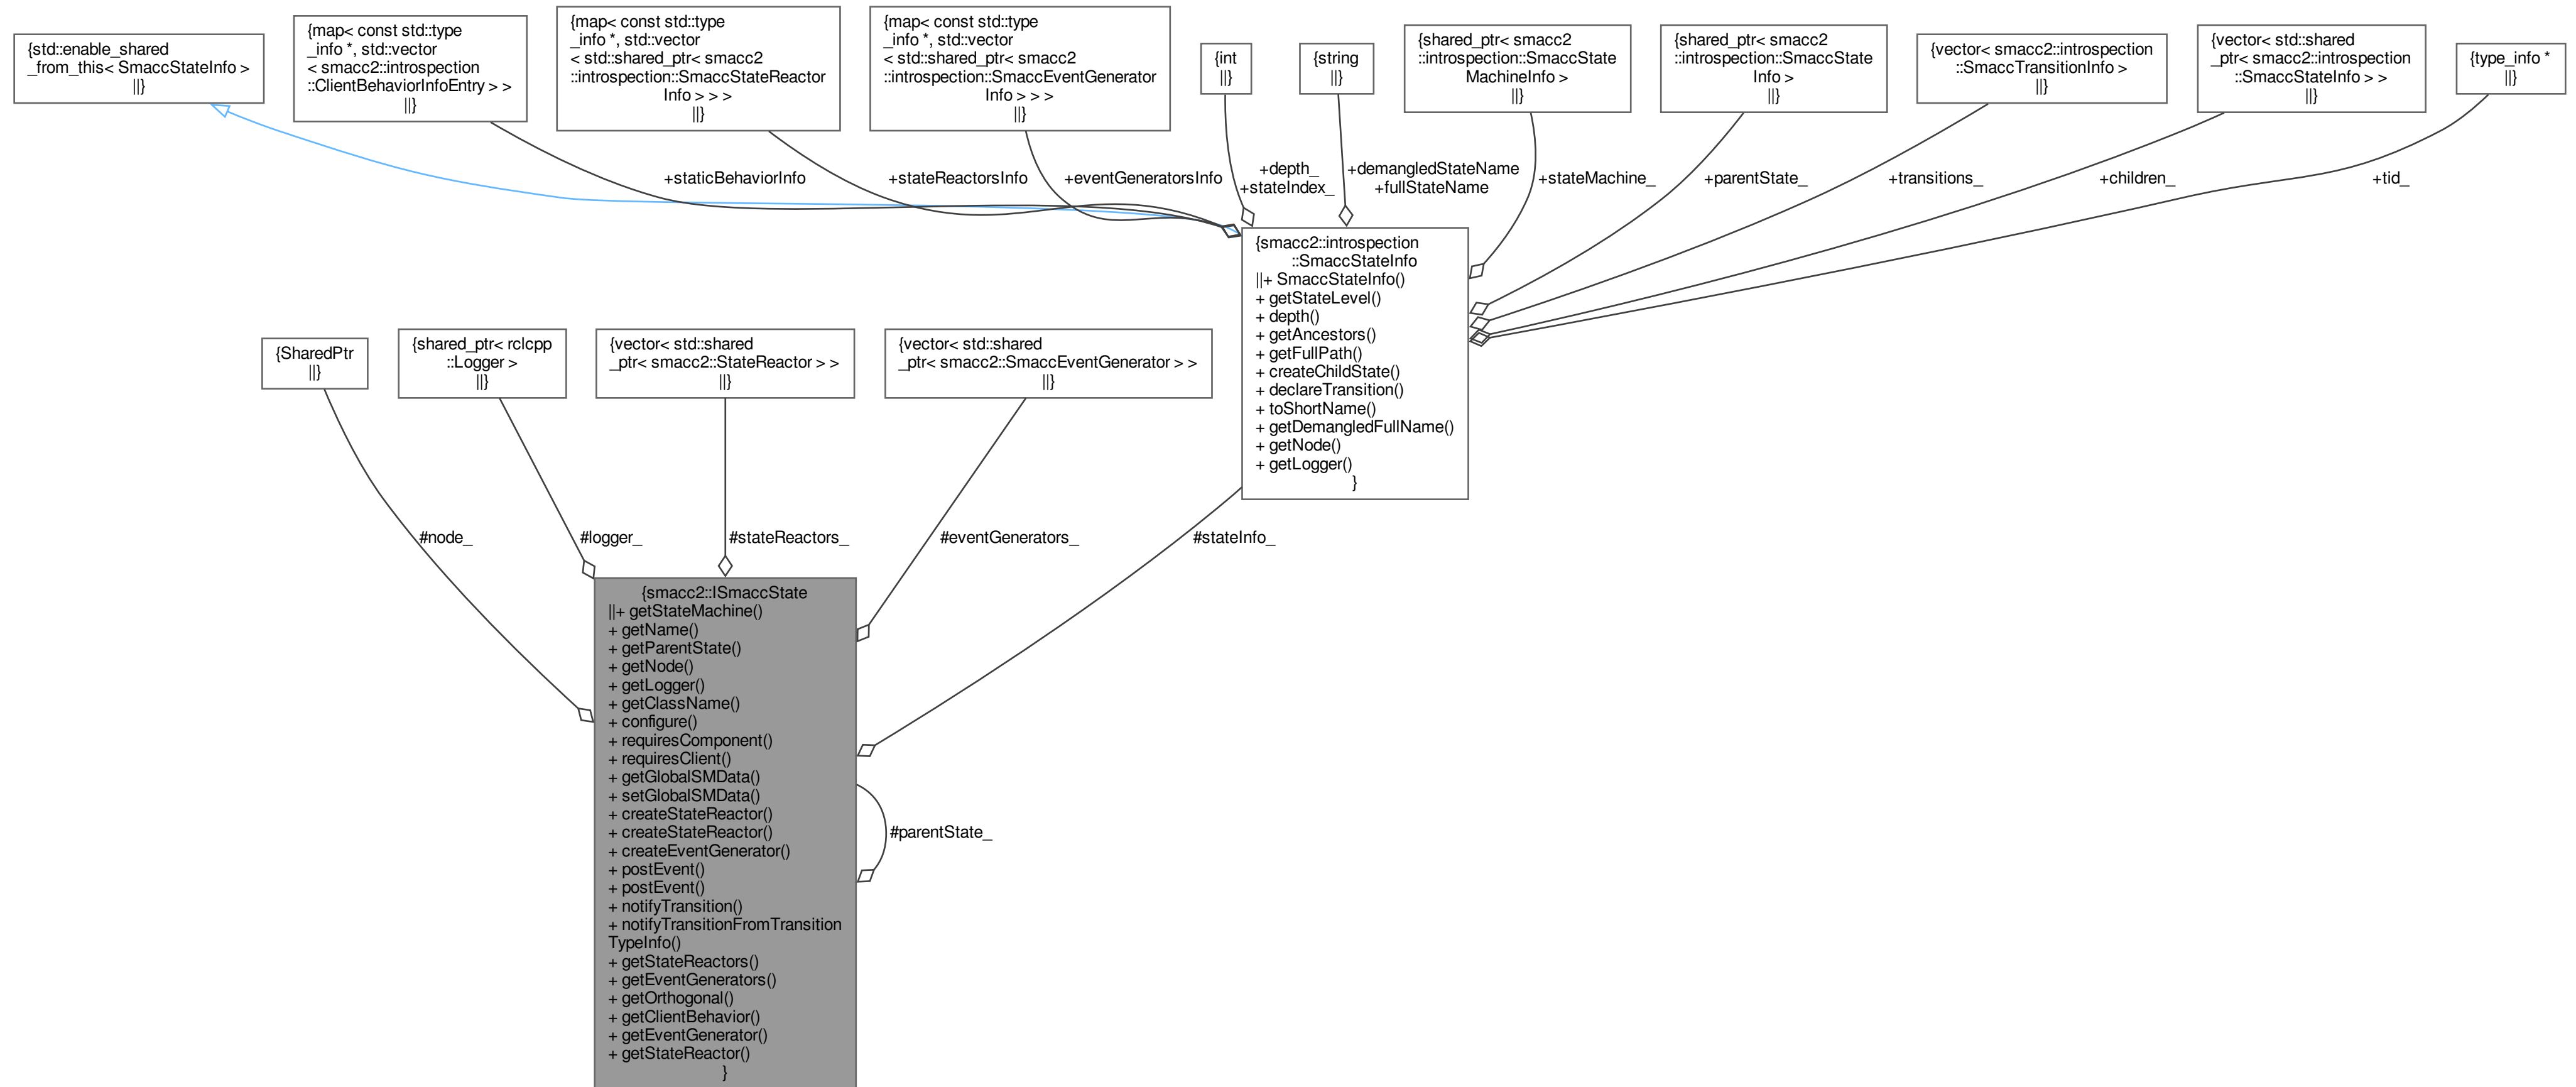 {std::enable_shared
_from_this< SmaccStateInfo >
||}
{map< const std::type
_info *, std::vector
< smacc2::introspection
::ClientBehaviorInfoEntry > >
||}
{map< const std::type
_info *, std::vector
< std::shared_ptr< smacc2
::introspection::SmaccStateReactor
Info > > >
||}
{map< const std::type
_info *, std::vector
< std::shared_ptr< smacc2
::introspection::SmaccEventGenerator
Info > > >
||}
{int
||}
{string
||}
{shared_ptr< smacc2
::introspection::SmaccState
MachineInfo >
||}
{shared_ptr< smacc2
::introspection::SmaccState
Info >
||}
{vector< smacc2::introspection
::SmaccTransitionInfo >
||}
{vector< std::shared
_ptr< smacc2::introspection
::SmaccStateInfo > >
||}
{type_info *
||}
+staticBehaviorInfo
+stateReactorsInfo
+eventGeneratorsInfo
+depth_
+stateIndex_
+demangledStateName
+fullStateName
+stateMachine_
+parentState_
+transitions_
+children_
+tid_
{smacc2::introspection
::SmaccStateInfo
||+ SmaccStateInfo()
+ getStateLevel()
+ depth()
+ getAncestors()
+ getFullPath()
+ createChildState()
+ declareTransition()
+ toShortName()
+ getDemangledFullName()
+ getNode()
+ getLogger()
}
{SharedPtr
||}
{shared_ptr< rclcpp
::Logger >
||}
{vector< std::shared
_ptr< smacc2::StateReactor > >
||}
{vector< std::shared
_ptr< smacc2::SmaccEventGenerator > >
||}
#node_
#logger_
#stateReactors_
#eventGenerators_
#stateInfo_
{smacc2::ISmaccState
||+ getStateMachine()
+ getName()
+ getParentState()
+ getNode()
+ getLogger()
+ getClassName()
+ configure()
+ requiresComponent()
+ requiresClient()
+ getGlobalSMData()
+ setGlobalSMData()
+ createStateReactor()
+ createStateReactor()
+ createEventGenerator()
+ postEvent()
+ postEvent()
+ notifyTransition()
+ notifyTransitionFromTransition
TypeInfo()
+ getStateReactors()
+ getEventGenerators()
+ getOrthogonal()
+ getClientBehavior()
+ getEventGenerator()
+ getStateReactor()
}
#parentState_